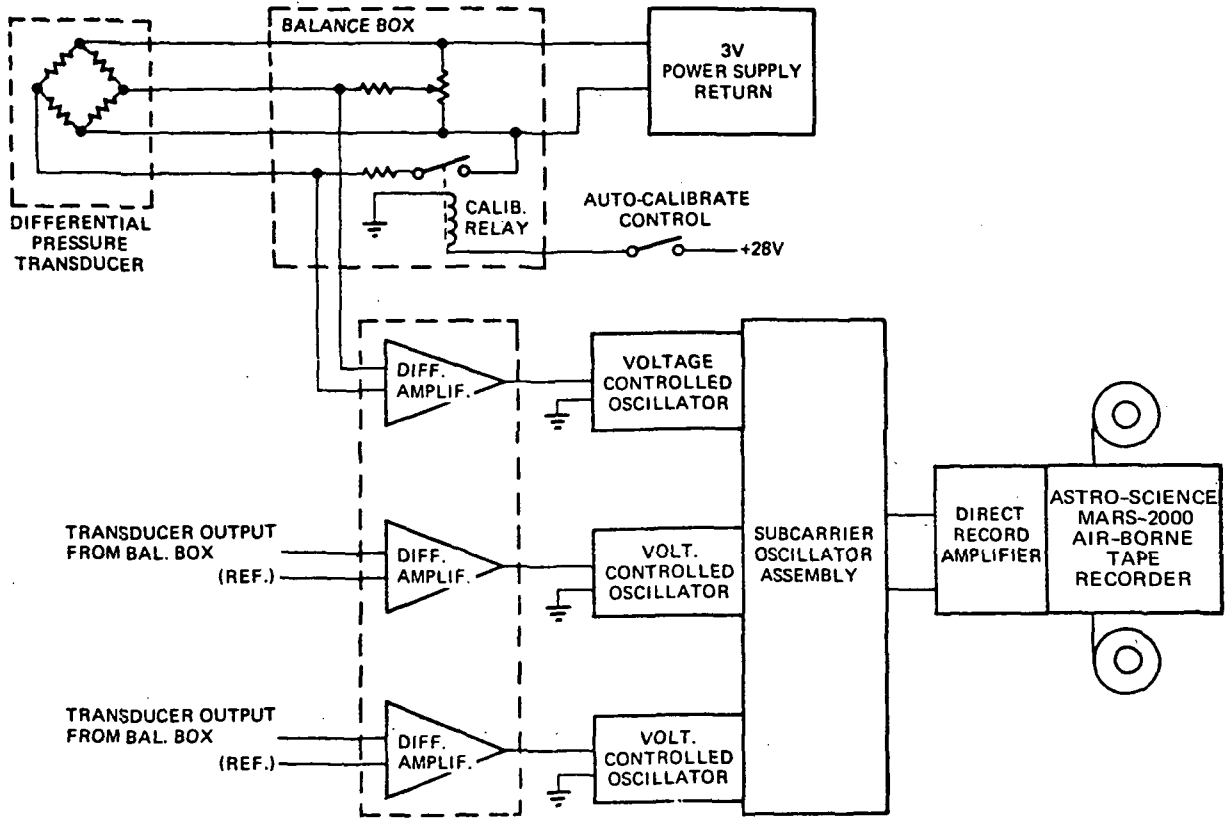 BALANCE BOX
3V
POWER SUPPLY
RETURN
DIFFERENTIAL
PRESSURE
TRANSDUCER
CALIB.
RELAY
AUTO-CALIBRATE
CONTROL
+28V
DIFF.
AMPLIF.
VOLTAGE
CONTROLLED
OSCILLATOR
TRANSDUCER OUTPUT
FROM BAL. BOX
(REF.)
DIFF.
AMPLIF.
VOLT.
CONTROLLED
OSCILLATOR
SUBCARRIER
OSCILLATOR
ASSEMBLY
DIRECT
RECORD
AMPLIFIER
ASTRO-SCIENCE
MARS-2000
AIR-BORNE
TAPE
RECORDER
TRANSDUCER OUTPUT
FROM BAL. BOX
(REF.)
DIFF.
AMPLIF.
VOLT.
CONTROLLED
OSCILLATOR